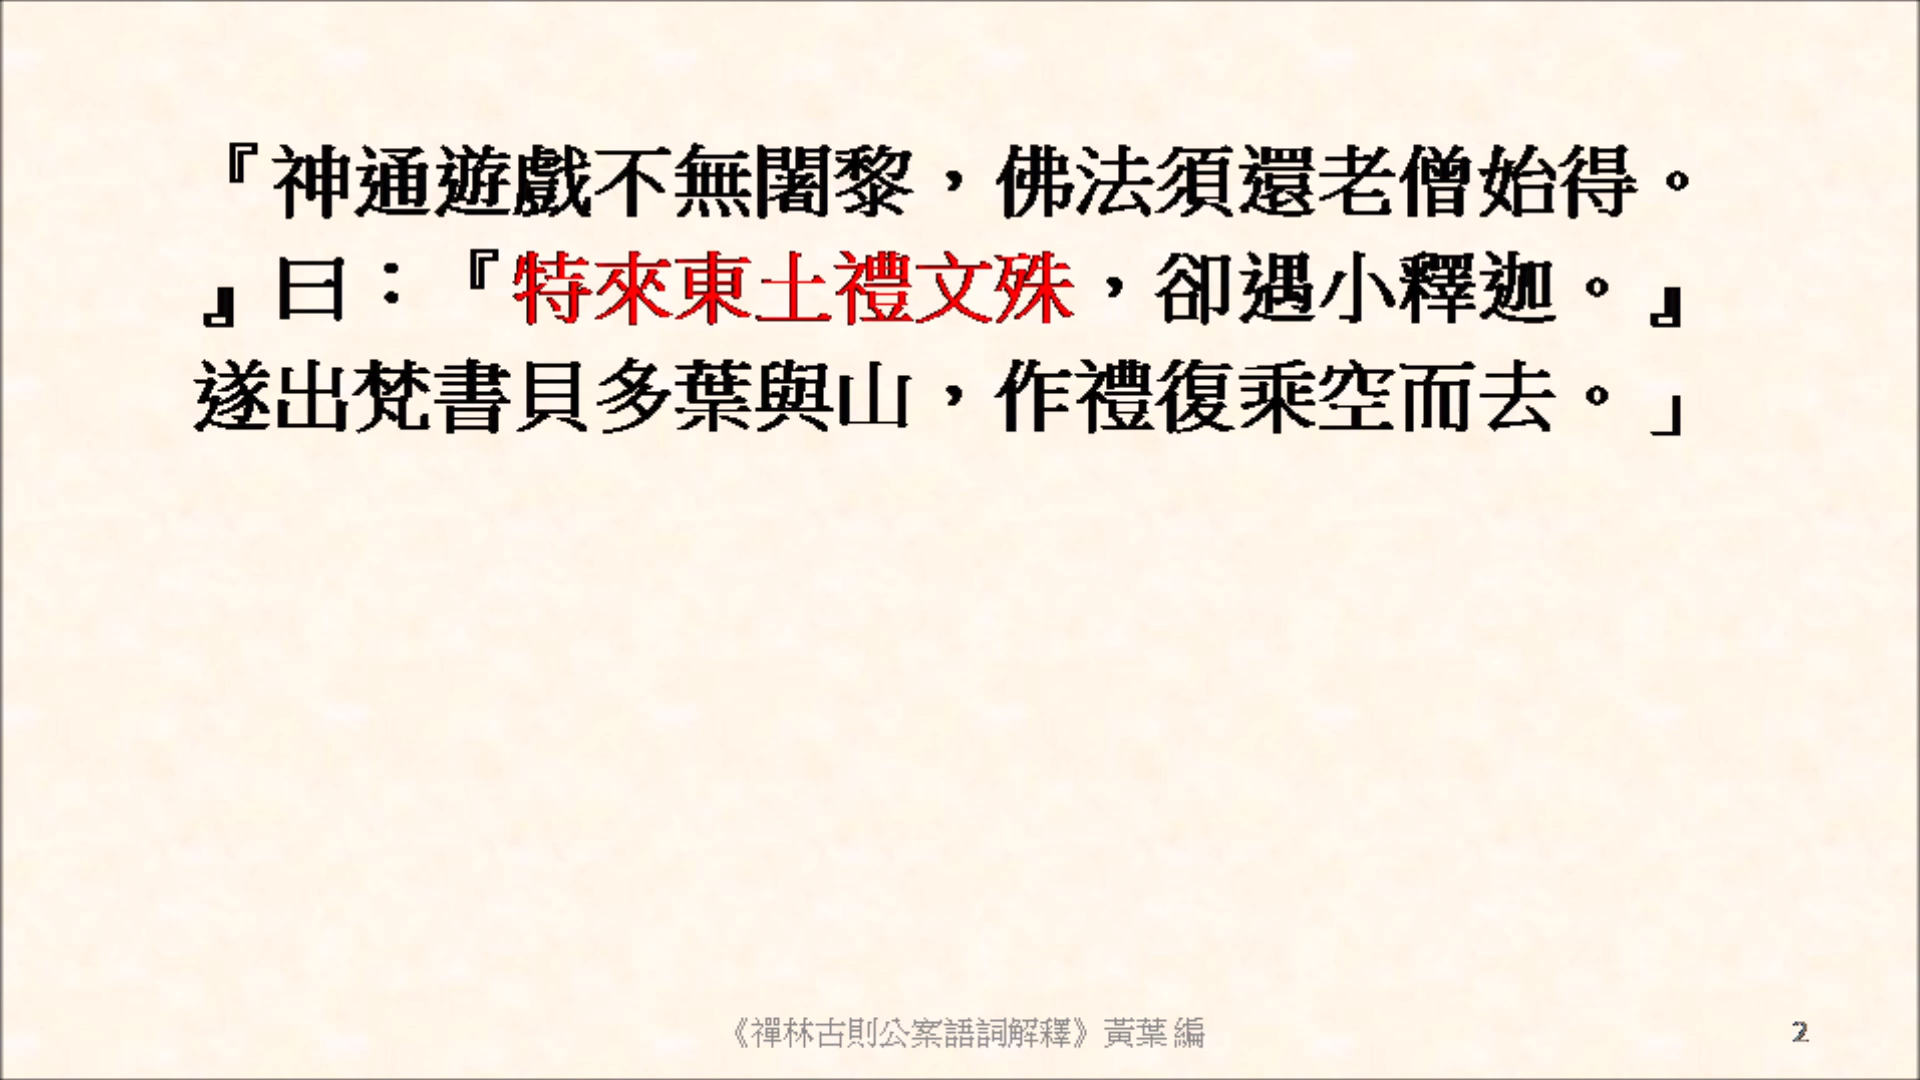 『神通遊戲不無闍黎，佛法須還老僧始得。
』曰：『特來東土禮文殊，卻遇小釋迦。』
遂出梵書貝多葉與山，作禮復乘空而去。」
《禪林古則公案語詞解釋》黃葉 編
2